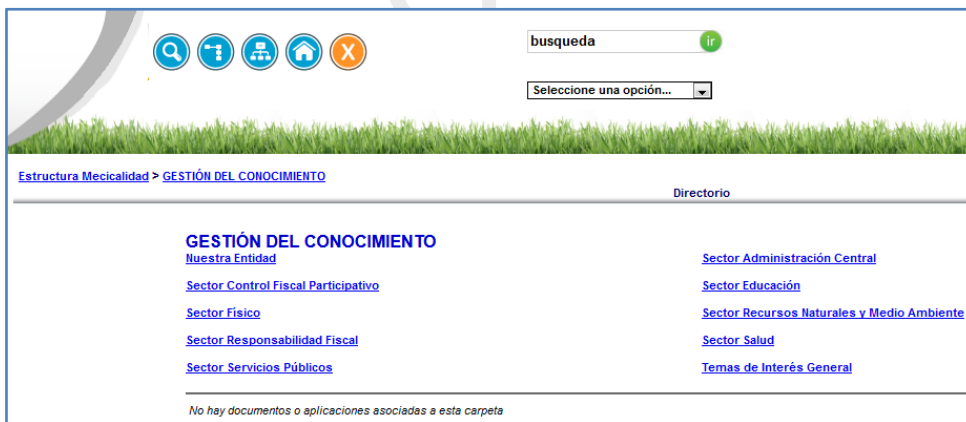 busqueda
ir
Seleccione una opción...
Estructura Mecicalidad > GESTIÓN DEL CONOCIMIENTO
Directorio
GESTIÓN DEL CONOCIMIENTO
Nuestra Entidad
Sector Administración Central
Sector Control Fiscal Participativo
Sector Educación
Sector Físico
Sector Recursos Naturales y Medio Ambiente
Sector Responsabilidad Fiscal
Sector Salud
Sector Servicios Públicos
Temas de Interés General
No hay documentos o aplicaciones asociadas a esta carpeta